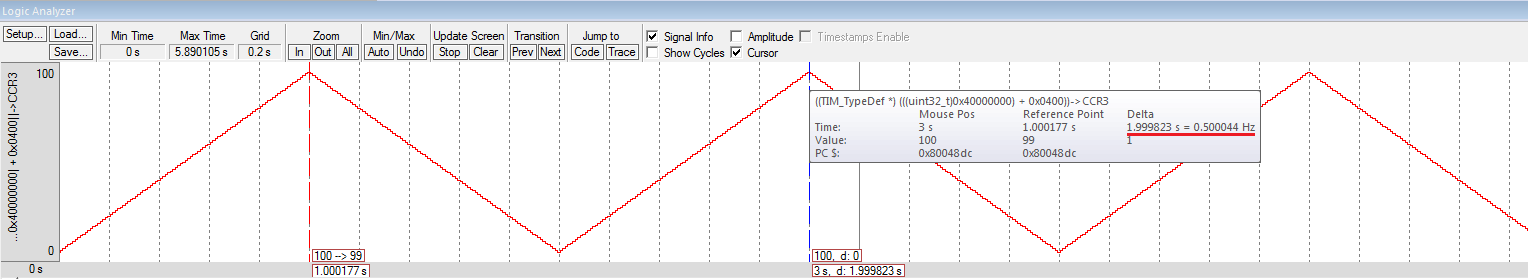 Logic Analyzer
Setup... Load... Min Time Max Time Grid Zoom Min/Max Update Screen Transition Jump to Signal Info Amplitude Timestamps Enable
Save... 0 s 5.890105 s 0.2 s In Out All Auto Undo Stop Clear Prev Next Code Trace Show Cycles Cursor
100
...0x40000000) + 0x0400))->CCR3
((TIM_TypeDef *) (((uint32_t)0x40000000) + 0x0400))->CCR3
Mouse Pos Reference Point Delta
Time: 3 s 1.000177 s 1.999823 s = 0.500044 Hz
Value: 100 99 1
PC $: 0x80048dc 0x80048dc
0
100 --> 99 100, d: 0
0 s 1.000177 s 3 s, d: 1.999823 s